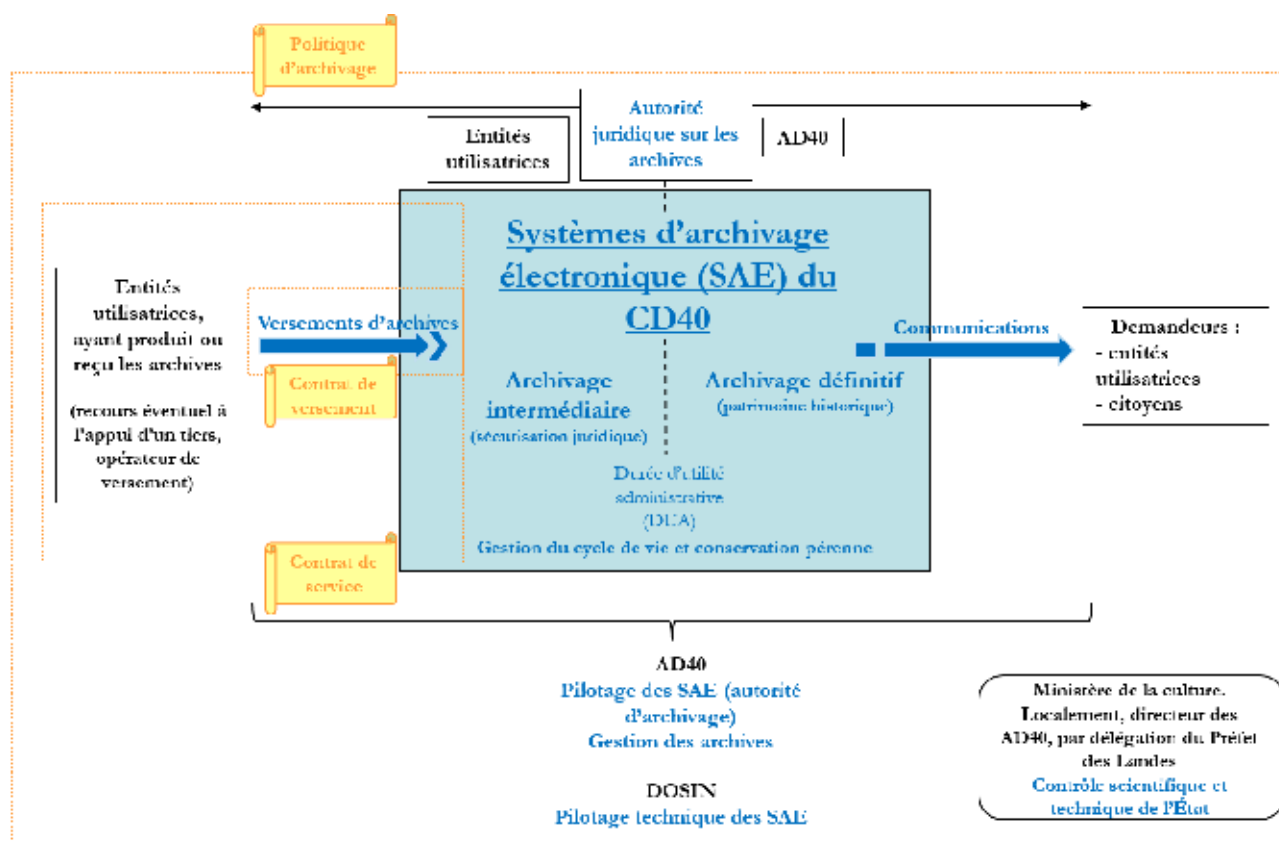 Politique
d'archivage
Autorité
juridique sur les
archives
Entités
utilisatrices
AD40
Systèmes d'archivage
électronique (SAE) du
CD40
Entités
utilisatrices,
ayant produit ou
reçu les archives
(recours éventuel à
l'appui d'un tiers,
opérateur de
versement)
Versements d'archives
Contrat de
versement
Communications
Demandeurs :
- entités
utilisatrices
- citoyens
Archivage
intermédiaire
(sécurisation juridique)
Archivage définitif
(patrimoine historique)
Durée d'utilité
administrative
(DUA)
Gestion du cycle de vie et conservation pérenne
Contrat de
service
AD40
Pilotage des SAE (autorité
d'archivage)
Gestion des archives
DOSIN
Pilotage technique des SAE
Ministère de la culture.
Localement, directeur des
AD40, par délégation du Préfet
des Landes
Contrôle scientifique et
technique de l'État